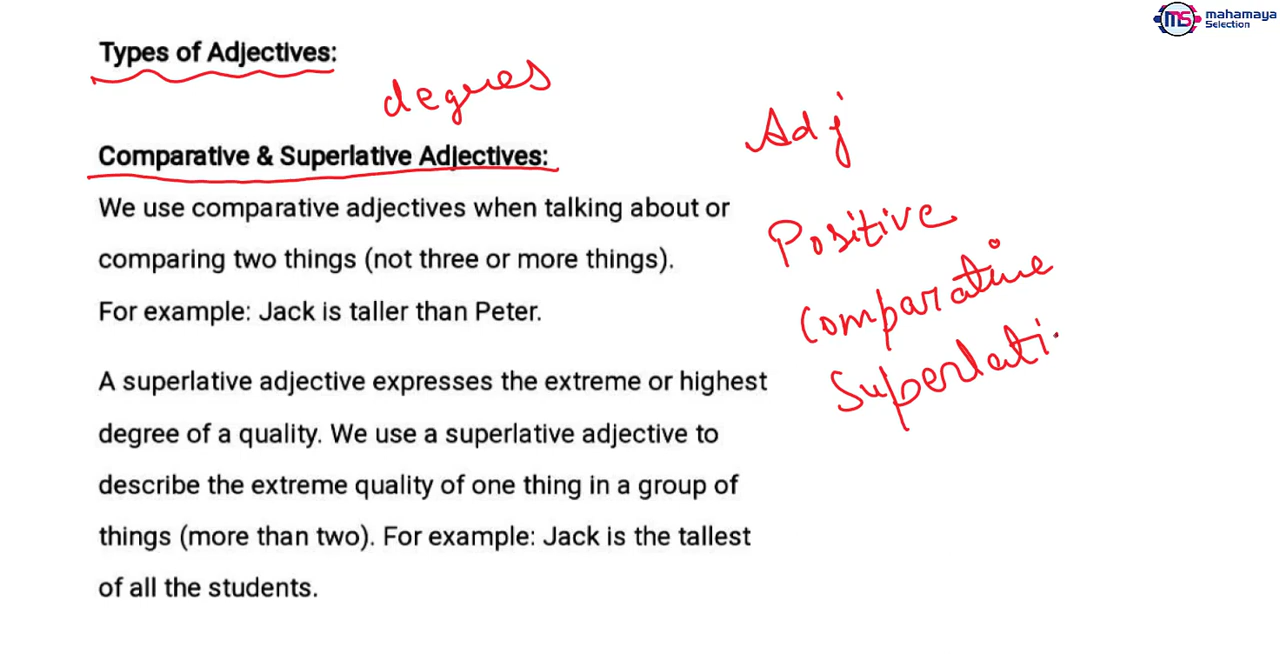 mahamaya
Selection
Types of Adjectives:
degrees
Adj
Comparative & Superlative Adjectives:
We use comparative adjectives when talking about or
Positive
comparing two things (not three or more things).
For example: Jack is taller than Peter.
Comparative
Superlati
A superlative adjective expresses the extreme or highest
degree of a quality. We use a superlative adjective to
describe the extreme quality of one thing in a group of
things (more than two). For example: Jack is the tallest
of all the students.